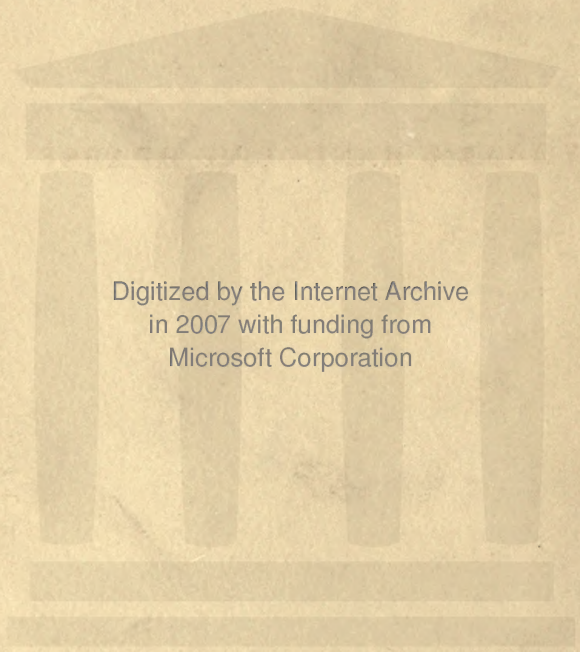 Digitized by the Internet Archive
in 2007 with funding from
Microsoft Corporation